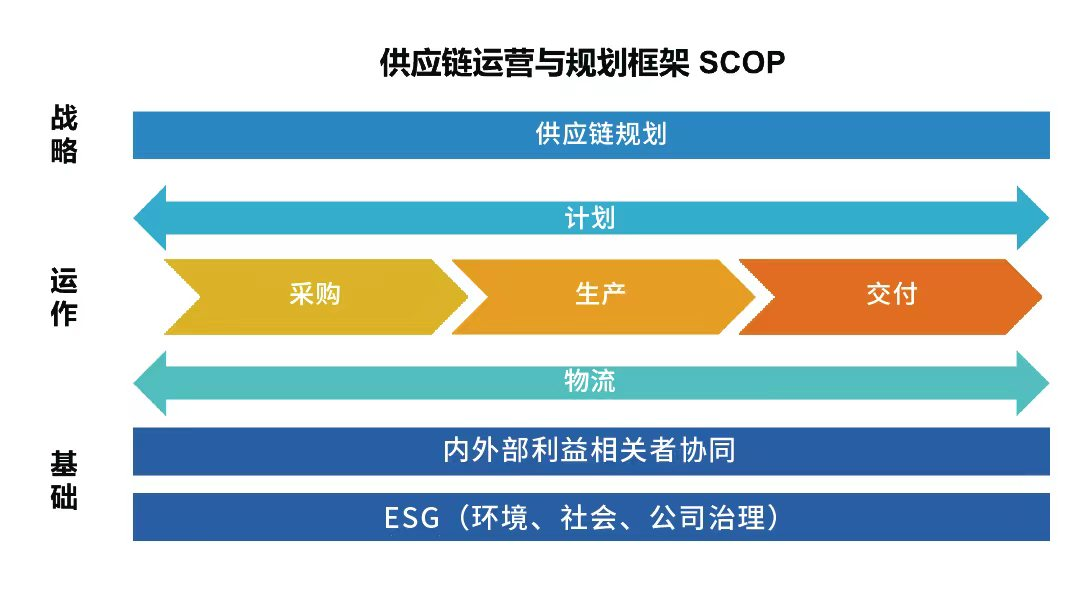 供应链运营与规划框架 SCOP
战略
供应链规划
计划
运作
采购
生产
交付
物流
基础
内外部利益相关者协同
ESG（环境、社会、公司治理）